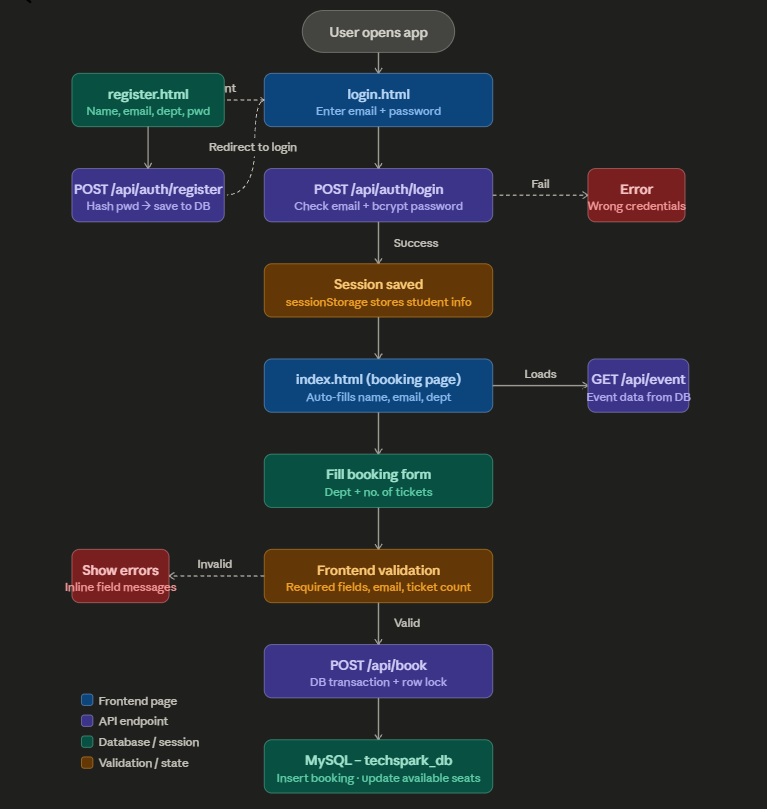 User opens app
register.html
Name, email, dept, pwd
nt
login.html
Enter email + password
Redirect to login
POST /api/auth/register
Hash pwd → save to DB
POST /api/auth/login
Check email + bcrypt password
Fail
Error
Wrong credentials
Success
Session saved
sessionStorage stores student info
index.html (booking page)
Auto-fills name, email, dept
Loads
GET /api/event
Event data from DB
Fill booking form
Dept + no. of tickets
Show errors
Inline field messages
Invalid
Frontend validation
Required fields, email, ticket count
Valid
POST /api/book
DB transaction + row lock
Frontend page
API endpoint
Database / session
Validation / state
MySQL – techspark_db
Insert booking · update available seats